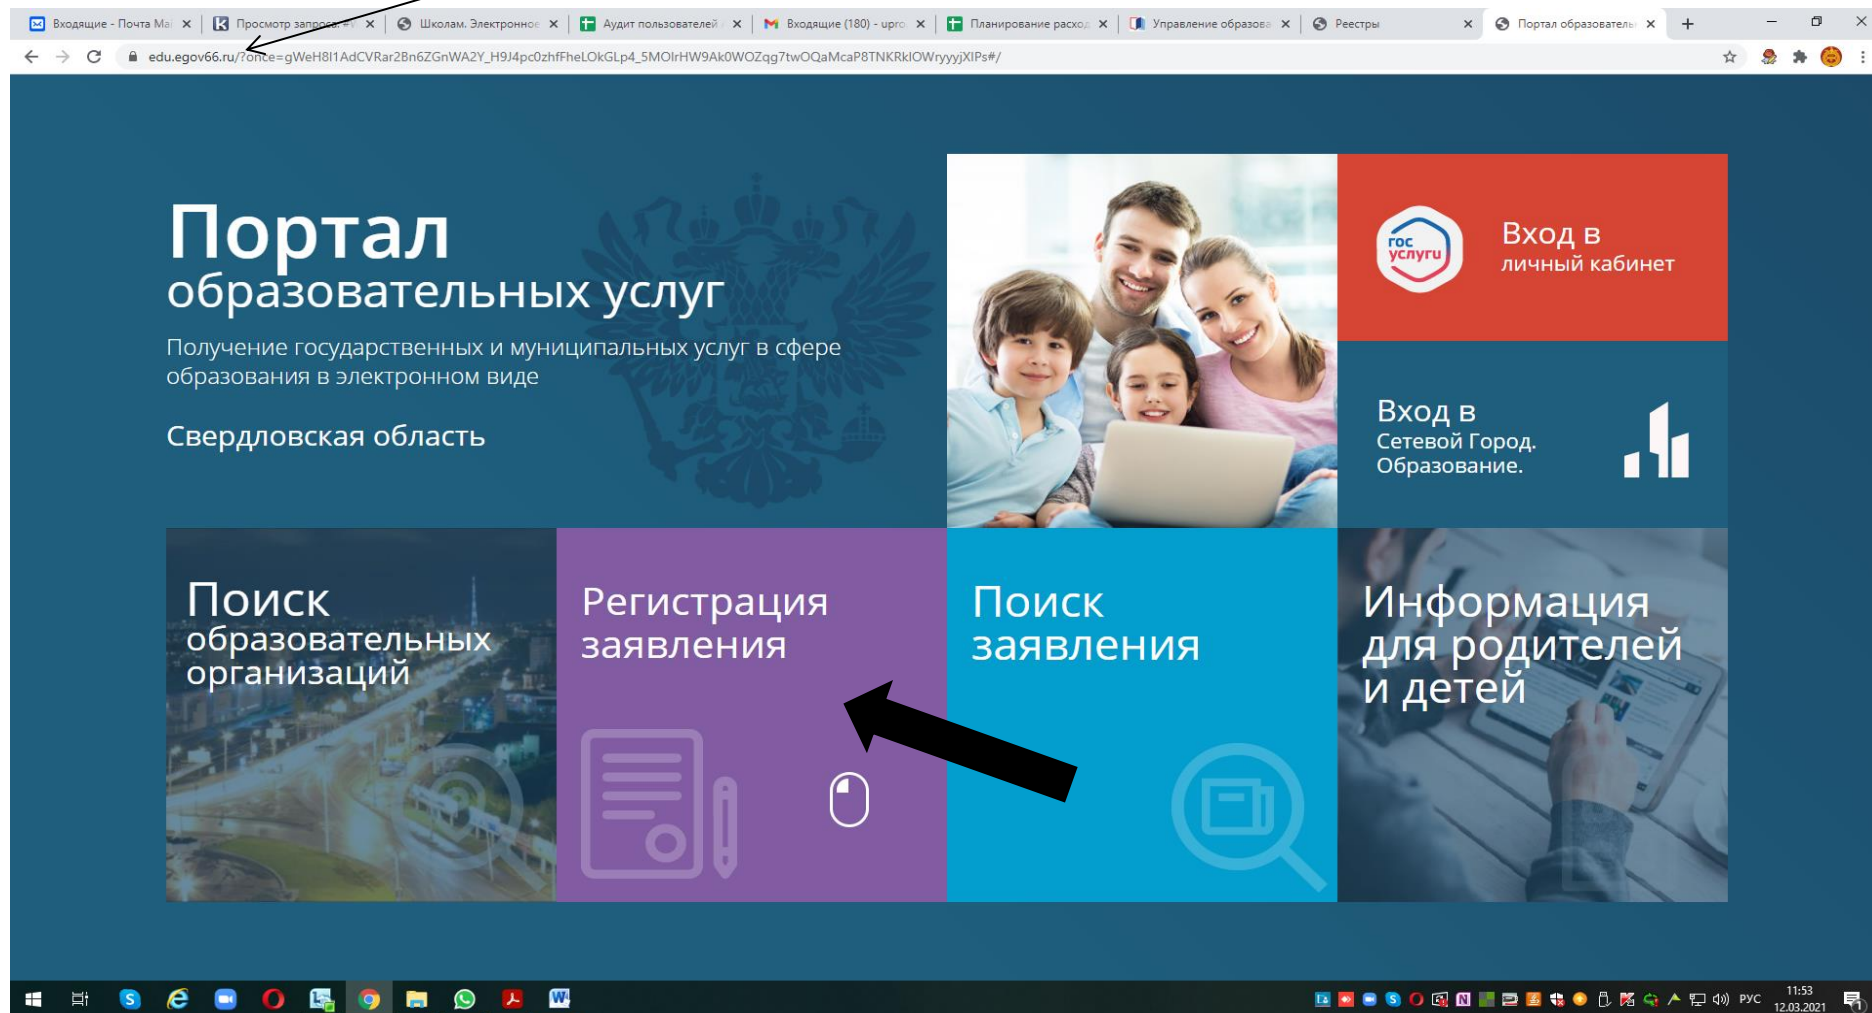 Входящие - Почта Mai
Просмотр запроса: #
Школам. Электронное
Аудит пользователей
Входящие (180) - upro
Планирование расход
Управление образова
Реестры
Портал образователь
edu.egov66.ru/?once=gWeH8I1AdCVRar2Bn6ZGnWA2Y_H9J4pc0zhfFheLOkGLp4_5MOIrHW9Ak0WOZqg7twOQaMcaP8TNKRkIOWryyyjXIPs#/
Портал
образовательных услуг
Получение государственных и муниципальных услуг в сфере
образования в электронном виде
Свердловская область
гос
услуги
Вход в
личный кабинет
Вход в
Сетевой Город.
Образование.
Поиск
образовательных
организаций
Регистрация
заявления
Поиск
заявления
Информация
для родителей
и детей
РУС
11:53
12.03.2021